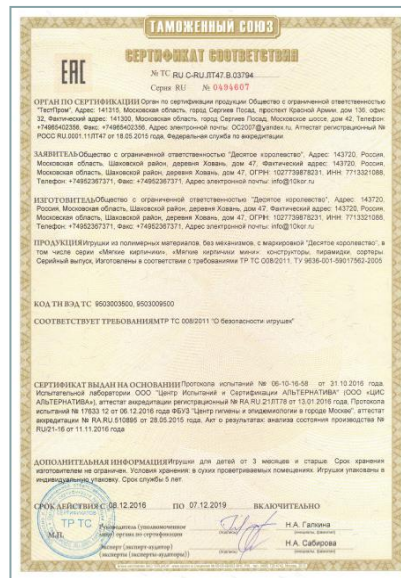 ТАМОЖЕННЫЙ СОЮЗ
СЕРТИФИКАТ СООТВЕТСТВИЯ
EAC
№ ТС RU C-RU.ЛТ47.В.03794
Серия RU № 0494607
ОРГАН ПО СЕРТИФИКАЦИИ Орган по сертификации продукции Общество с ограниченной ответственностью
"ТестПром", Адрес: 141315, Московская область, город Сергиев Посад, проспект Красной Армии, дом 136, офис
32, Фактический адрес: 141300, Московская область, город Сергиев Посад, Московское шоссе, дом 42, Телефон:
+74965402356, Факс: +74965402356, Адрес электронной почты: OC2007@yandex.ru, Аттестат регистрационный №
РОСС RU.0001.11ЛТ47 от 18.05.2015 года, Федеральная служба по аккредитации.
ЗАЯВИТЕЛЬ Общество с ограниченной ответственностью "Десятое королевство", Адрес: 143720, Россия,
Московская область, Шаховской район, деревня Ховань, дом 47, Фактический адрес: 143720, Россия,
Московская область, Шаховской район, деревня Ховань, дом 47, ОГРН: 1027739878231, ИНН: 7713321088,
Телефон: +74952367371, Факс: +74952367371, Адрес электронной почты: info@10kor.ru
ИЗГОТОВИТЕЛЬ Общество с ограниченной ответственностью "Десятое королевство", Адрес: 143720,
Россия, Московская область, Шаховской район, деревня Ховань, дом 47, Фактический адрес: 143720, Россия,
Московская область, Шаховской район, деревня Ховань, дом 47, ОГРН: 1027739878231, ИНН: 7713321088,
Телефон: +74952367371, Факс: +74952367371, Адрес электронной почты: info@10kor.ru
ПРОДУКЦИЯ Игрушки из полимерных материалов, без механизмов, с маркировкой "Десятое королевство", в
том числе серии «Мягкие кирпичики», «Мягкие кирпичики мини»: конструкторы, пирамидки, сортеры
Серийный выпуск, Изготовлены в соответствии с требованиями ТР ТС 008/2011, ТУ 9636-001-59017562-2005
КОД ТН ВЭД ТС 9503003500, 9503009500
СООТВЕТСТВУЕТ ТРЕБОВАНИЯМ ТР ТС 008/2011 "О безопасности игрушек"
СЕРТИФИКАТ ВЫДАН НА ОСНОВАНИИ Протокола испытаний № 06-10-16-58 от 31.10.2016 года,
Испытательной лаборатории ООО "Центр Испытаний и Сертификации АЛЬТЕРНАТИВА" (ООО «ЦИС
АЛЬТЕРНАТИВА»), аттестат аккредитации регистрационный № RA.RU.21ЛТ78 от 13.01.2016 года, Протокола
испытаний № 17633 12 от 06.12.2016 года ФБУЗ "Центр гигиены и эпидемиологии в городе Москве", аттестат
аккредитации № RA.RU.510895 от 28.05.2015 года. Акт о результатах анализа состояния производства №
RU/21-16 от 11.11.2016 года
ДОПОЛНИТЕЛЬНАЯ ИНФОРМАЦИЯ Игрушки для детей от 3 месяцев и старше. Срок хранения
изготовителем не ограничен. Условия хранения: в сухих проветриваемых помещениях. Игрушки упакованы в
индивидуальную упаковку. Срок службы 5 лет.
СРОК ДЕЙСТВИЯ С 08.12.2016 ПО 07.12.2019 ВКЛЮЧИТЕЛЬНО
ТР ТС
М.П.
Руководитель (уполномоченное
лицо) органа по сертификации
Н.А. Галкина
Эксперт (эксперт-аудитор)
(эксперты (эксперты-аудиторы))
Н.А. Сабирова